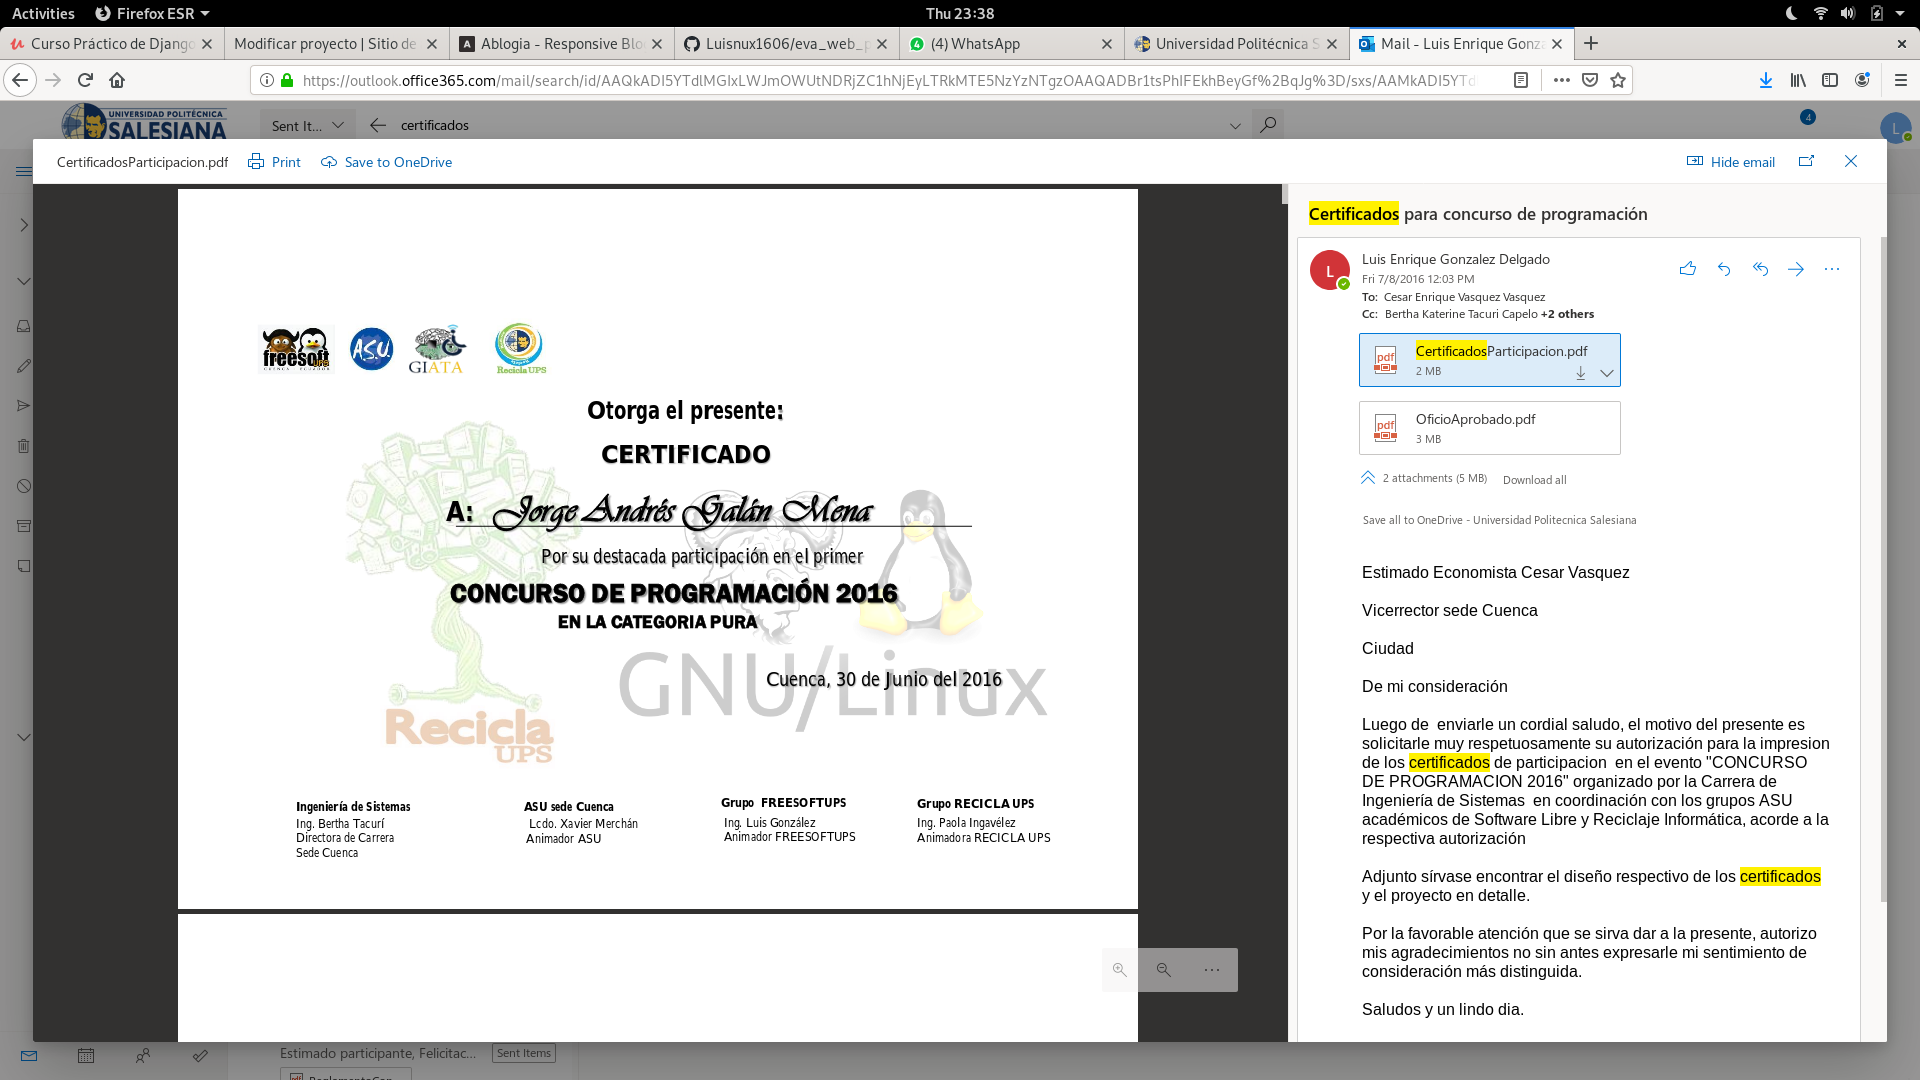 Activities Firefox ESR Thu 23:38
Curso Práctico de Django Modificar proyecto | Sitio de Ablogia - Responsive Blo Luisnux1606/eva_web_p (4) WhatsApp Universidad Politécnica S Mail - Luis Enrique Gonza
https://outlook.office365.com/mail/search/id/AAQkADI5YTdlMGIxLWJmOWUtNDRjZC1hNjEyLTRkMTE5NzYzNTgzOAAQADBr1tsPhIFEkhBeyGf%2BqJg%3D/sxs/AAMkADI5YTd
UNIVERSIDAD POLITÉCNICA
SALESIANA
Sent It... certificados 4 L
CertificadosParticipacion.pdf Print Save to OneDrive Hide email
freesoft UPS
CUENCA ECUADOR
A.S.U.
GIATA
Recicla UPS
Otorga el presente:
CERTIFICADO
A: Jorge Andrés Galán Mena
Por su destacada participación en el primer
CONCURSO DE PROGRAMACIÓN 2016
EN LA CATEGORIA PURA
GNU/Linux
Cuenca, 30 de Junio del 2016
Recicla
UPS
Ingeniería de Sistemas
Ing. Bertha Tacurí
Directora de Carrera
Sede Cuenca
ASU sede Cuenca
Lcdo. Xavier Merchán
Animador ASU
Grupo FREESOFTUPS
Ing. Luis González
Animador FREESOFTUPS
Grupo RECICLA UPS
Ing. Paola Ingavélez
Animadora RECICLA UPS
Certificados para concurso de programación
L
Luis Enrique Gonzalez Delgado
Fri 7/8/2016 12:03 PM
To: Cesar Enrique Vasquez Vasquez
Cc: Bertha Katerine Tacuri Capelo +2 others
pdf
CertificadosParticipacion.pdf
2 MB
pdf
OficioAprobado.pdf
3 MB
2 attachments (5 MB) Download all
Save all to OneDrive - Universidad Politecnica Salesiana
Estimado Economista Cesar Vasquez
Vicerrector sede Cuenca
Ciudad
De mi consideración
Luego de enviarle un cordial saludo, el motivo del presente es
solicitarle muy respetuosamente su autorización para la impresion
de los certificados de participacion en el evento "CONCURSO
DE PROGRAMACION 2016" organizado por la Carrera de
Ingeniería de Sistemas en coordinación con los grupos ASU
académicos de Software Libre y Reciclaje Informática, acorde a la
respectiva autorización
Adjunto sírvase encontrar el diseño respectivo de los certificados
y el proyecto en detalle.
Por la favorable atención que se sirva dar a la presente, autorizo
mis agradecimientos no sin antes expresarle mi sentimiento de
consideración más distinguida.
Saludos y un lindo dia.
Estimado participante, Felicitac... Sent Items